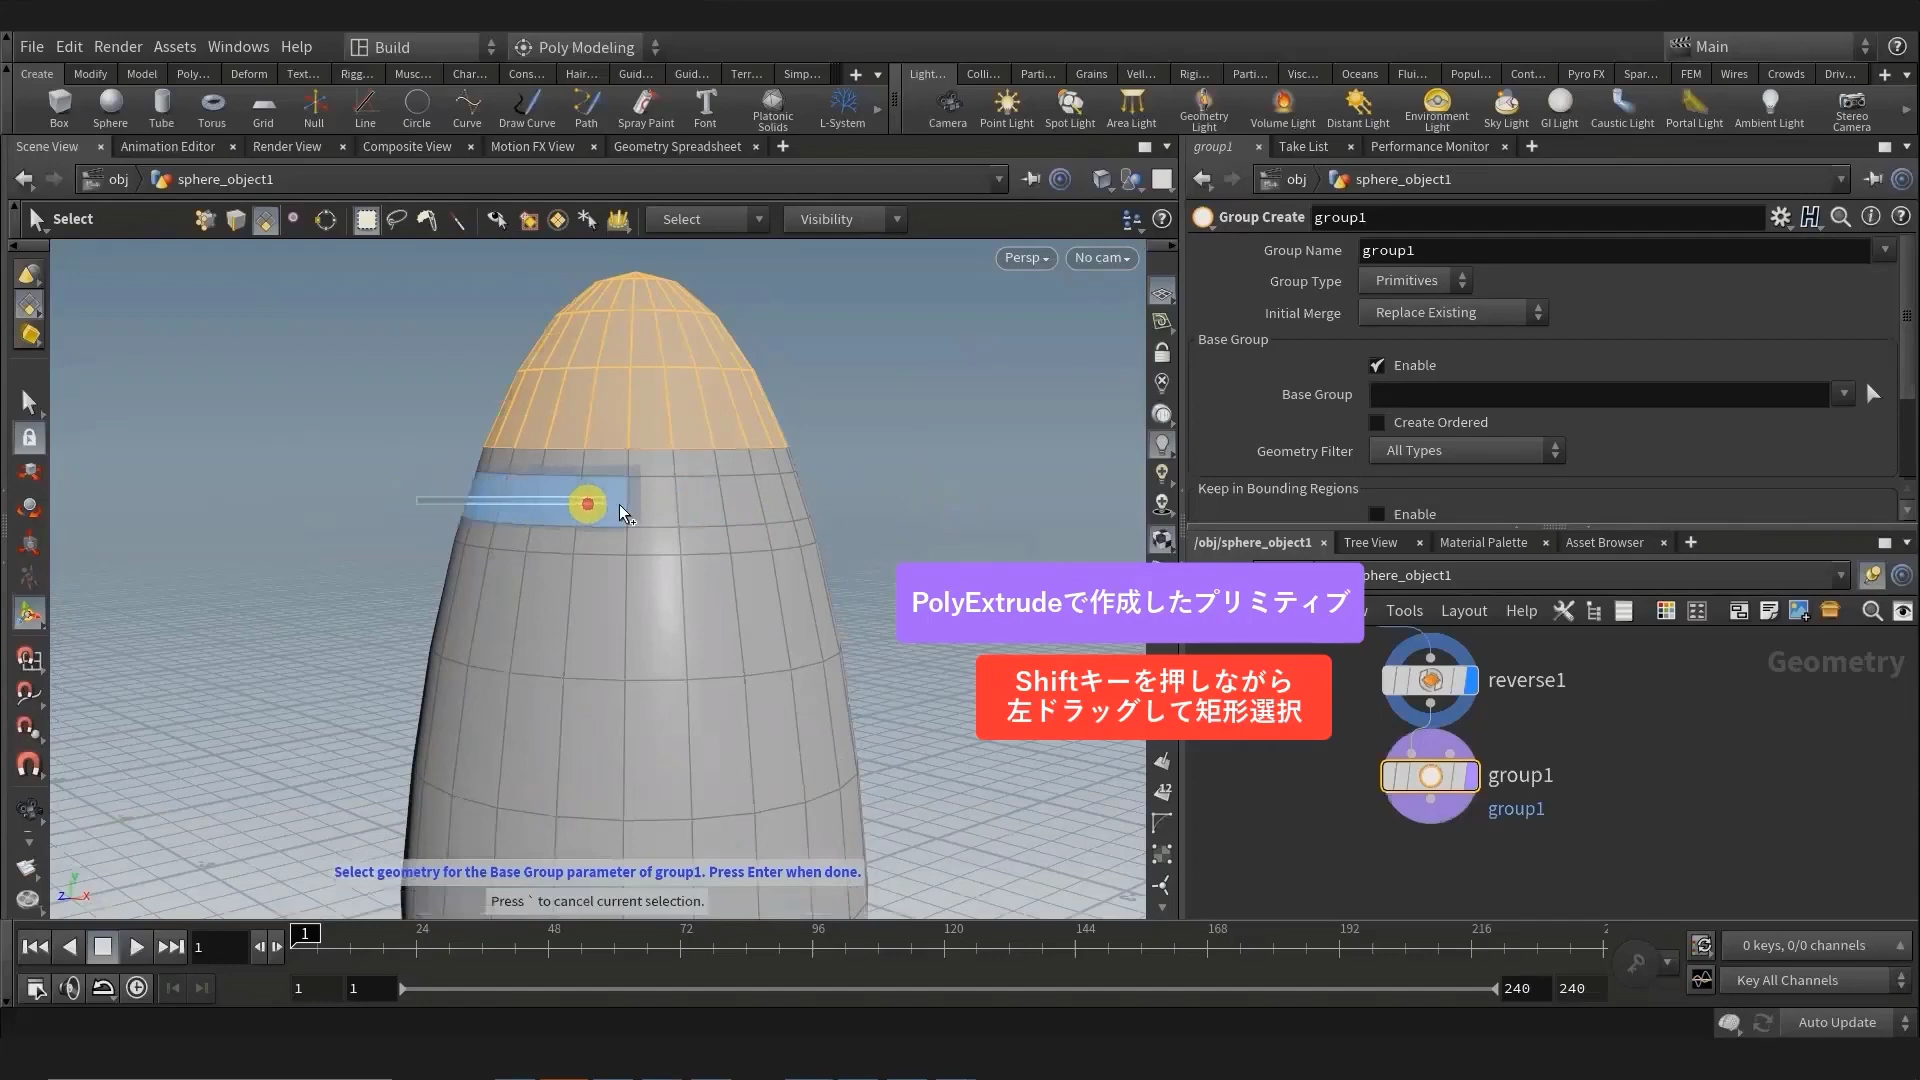 File Edit Render Assets Windows Help
Build
Poly Modeling
Main
Create Modify Model Poly... Deform Text... Rigg... Musc... Char... Cons... Hair... Guid... Guid... Terr... Simp...
Light... Colli... Parti... Grains Vell... Rigi... Parti... Visc... Oceans Flui... Popul... Cont... Pyro FX Spar... FEM Wires Crowds Driv...
Box Sphere Tube Torus Grid Null Line Circle Curve Draw Curve Path Spray Paint Font Platonic Solids L-System
Camera Point Light Spot Light Area Light Geometry Light Volume Light Distant Light Environment Light Sky Light GI Light Caustic Light Portal Light Ambient Light Stereo Camera
Scene View Animation Editor Render View Composite View Motion FX View Geometry Spreadsheet
group1 Take List Performance Monitor
obj sphere_object1
obj sphere_object1
Select
Select
Visibility
Group Create group1
Persp
No cam
Group Name group1
Group Type Primitives
Initial Merge Replace Existing
Base Group
Enable
Base Group
Create Ordered
Geometry Filter All Types
Keep in Bounding Regions
Enable
/obj/sphere_object1 Tree View Material Palette Asset Browser
phere_object1
Tools Layout Help
PolyExtrudeで作成したプリミティブ
Shiftキーを押しながら
左ドラッグして矩形選択
Geometry
reverse1
group1
group1
12
Select geometry for the Base Group parameter of group1. Press Enter when done.
Press ` to cancel current selection.
y
z x
1
1
24 48 72 96 120 144 168 192 216 2
0 keys, 0/0 channels
1 1 240 240
Key All Channels
Auto Update